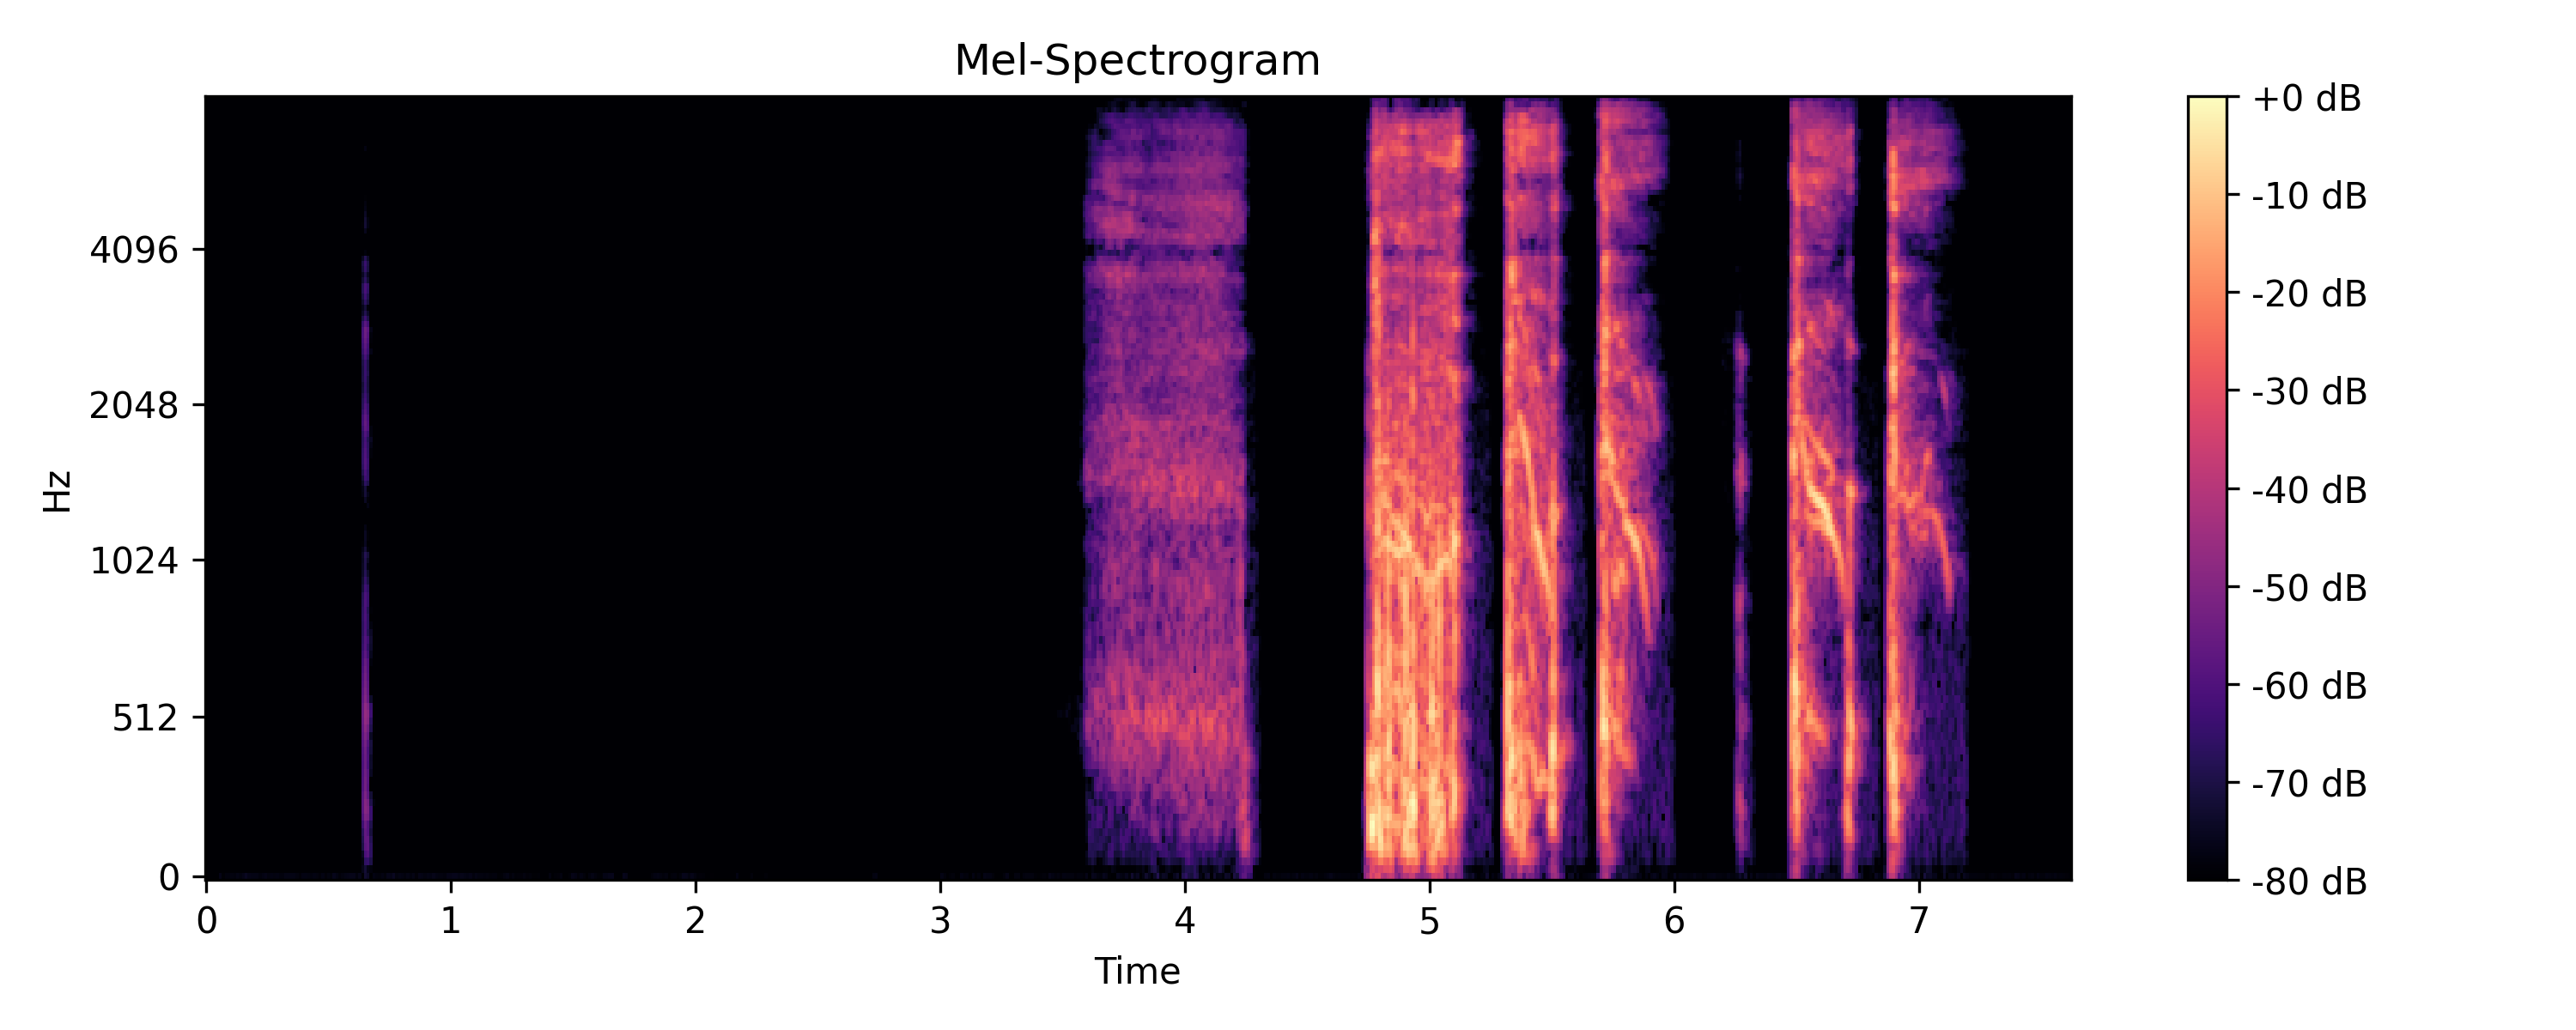 Mel-Spectrogram
+0 dB
-10 dB
-20 dB
-30 dB
-40 dB
-50 dB
-60 dB
-70 dB
-80 dB
Hz
4096
2048
1024
512
0
0 1 2 3 4 5 6 7
Time